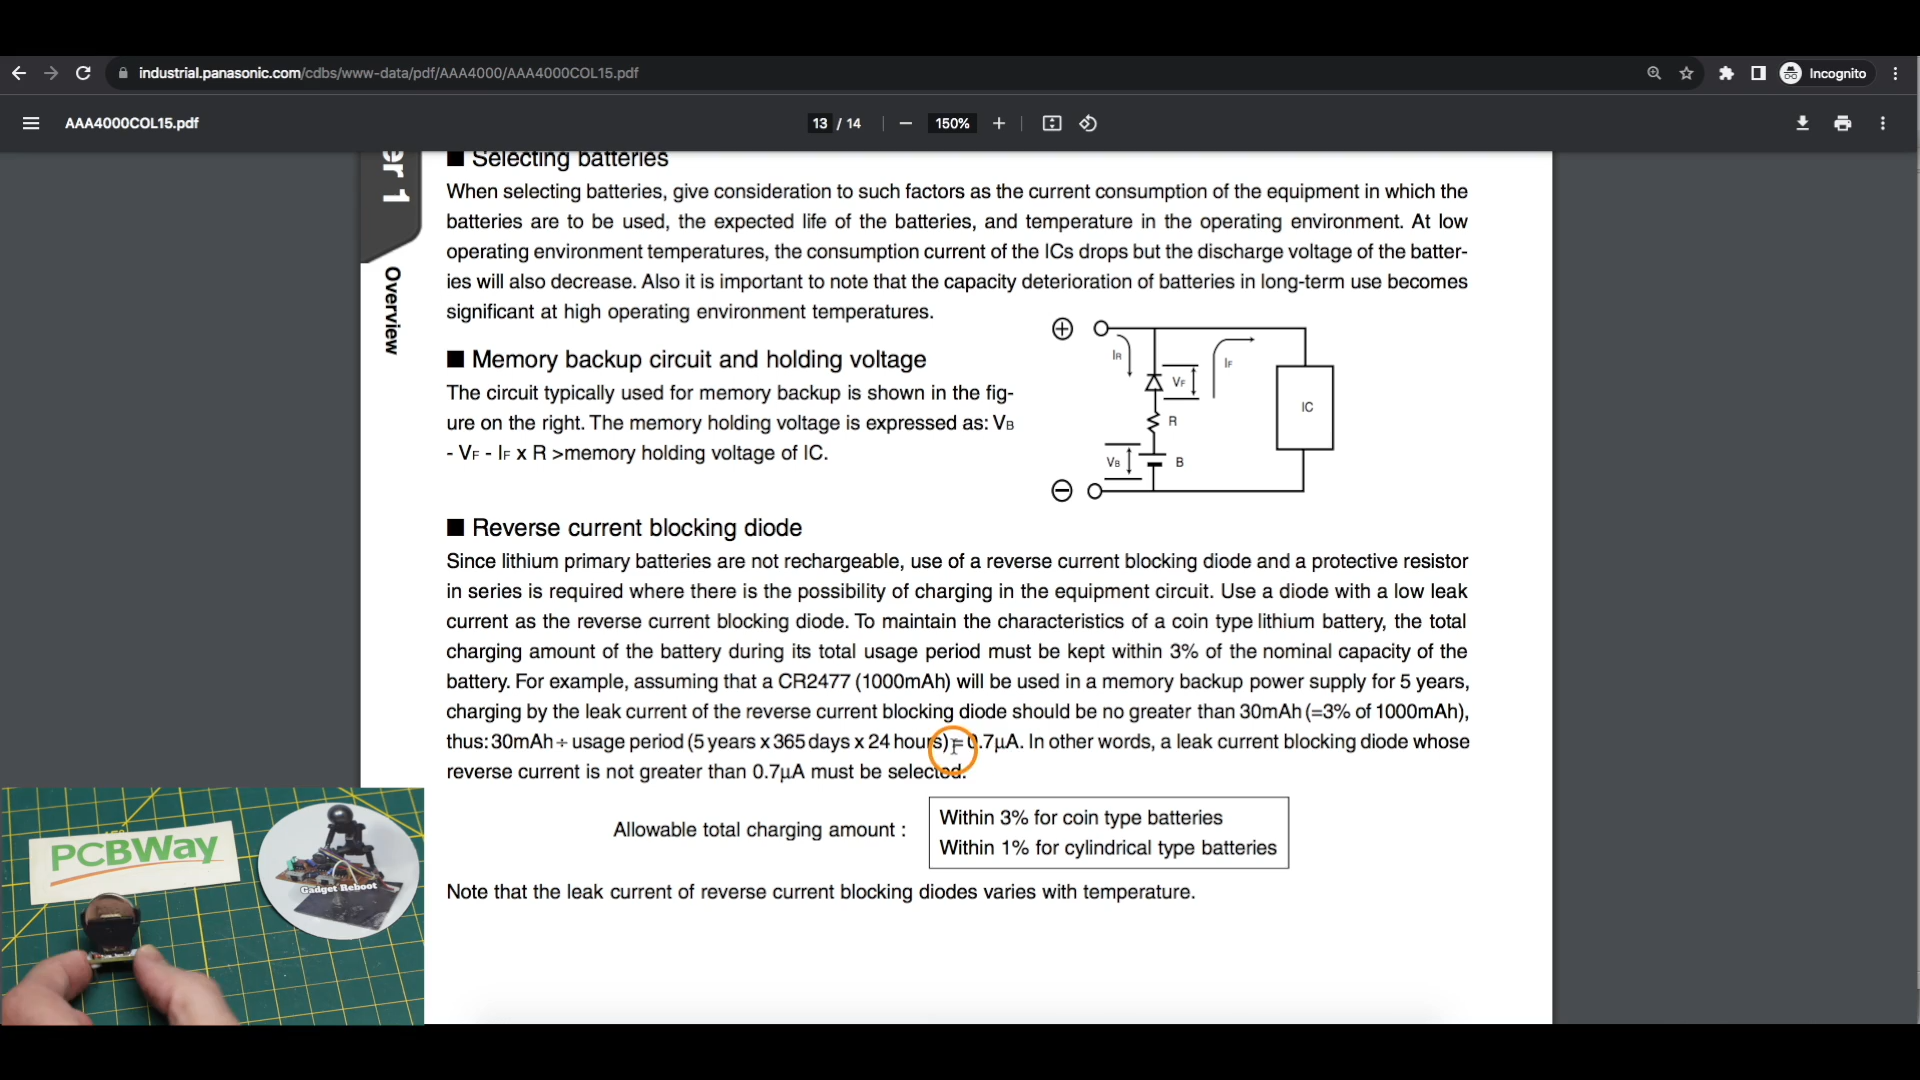 industrial.panasonic.com/cdbs/www-data/pdf/AAA4000/AAA4000COL15.pdf
Incognito
AAA4000COL15.pdf
13 / 14
150%
er 1
Overview
■ Selecting batteries
When selecting batteries, give consideration to such factors as the current consumption of the equipment in which the
batteries are to be used, the expected life of the batteries, and temperature in the operating environment. At low
operating environment temperatures, the consumption current of the ICs drops but the discharge voltage of the batter-
ies will also decrease. Also it is important to note that the capacity deterioration of batteries in long-term use becomes
significant at high operating environment temperatures.
■ Memory backup circuit and holding voltage
The circuit typically used for memory backup is shown in the fig-
ure on the right. The memory holding voltage is expressed as: VB
- VF - IF x R >memory holding voltage of IC.
IR
IF
VF
IC
R
VB
B
■ Reverse current blocking diode
Since lithium primary batteries are not rechargeable, use of a reverse current blocking diode and a protective resistor
in series is required where there is the possibility of charging in the equipment circuit. Use a diode with a low leak
current as the reverse current blocking diode. To maintain the characteristics of a coin type lithium battery, the total
charging amount of the battery during its total usage period must be kept within 3% of the nominal capacity of the
battery. For example, assuming that a CR2477 (1000mAh) will be used in a memory backup power supply for 5 years,
charging by the leak current of the reverse current blocking diode should be no greater than 30mAh (=3% of 1000mAh),
thus: 30mAh ÷ usage period (5 years x 365 days x 24 hours) = 0.7μA. In other words, a leak current blocking diode whose
reverse current is not greater than 0.7μA must be selected.
Allowable total charging amount :
Within 3% for coin type batteries
Within 1% for cylindrical type batteries
Note that the leak current of reverse current blocking diodes varies with temperature.
PCBWay
Gadget Reboot